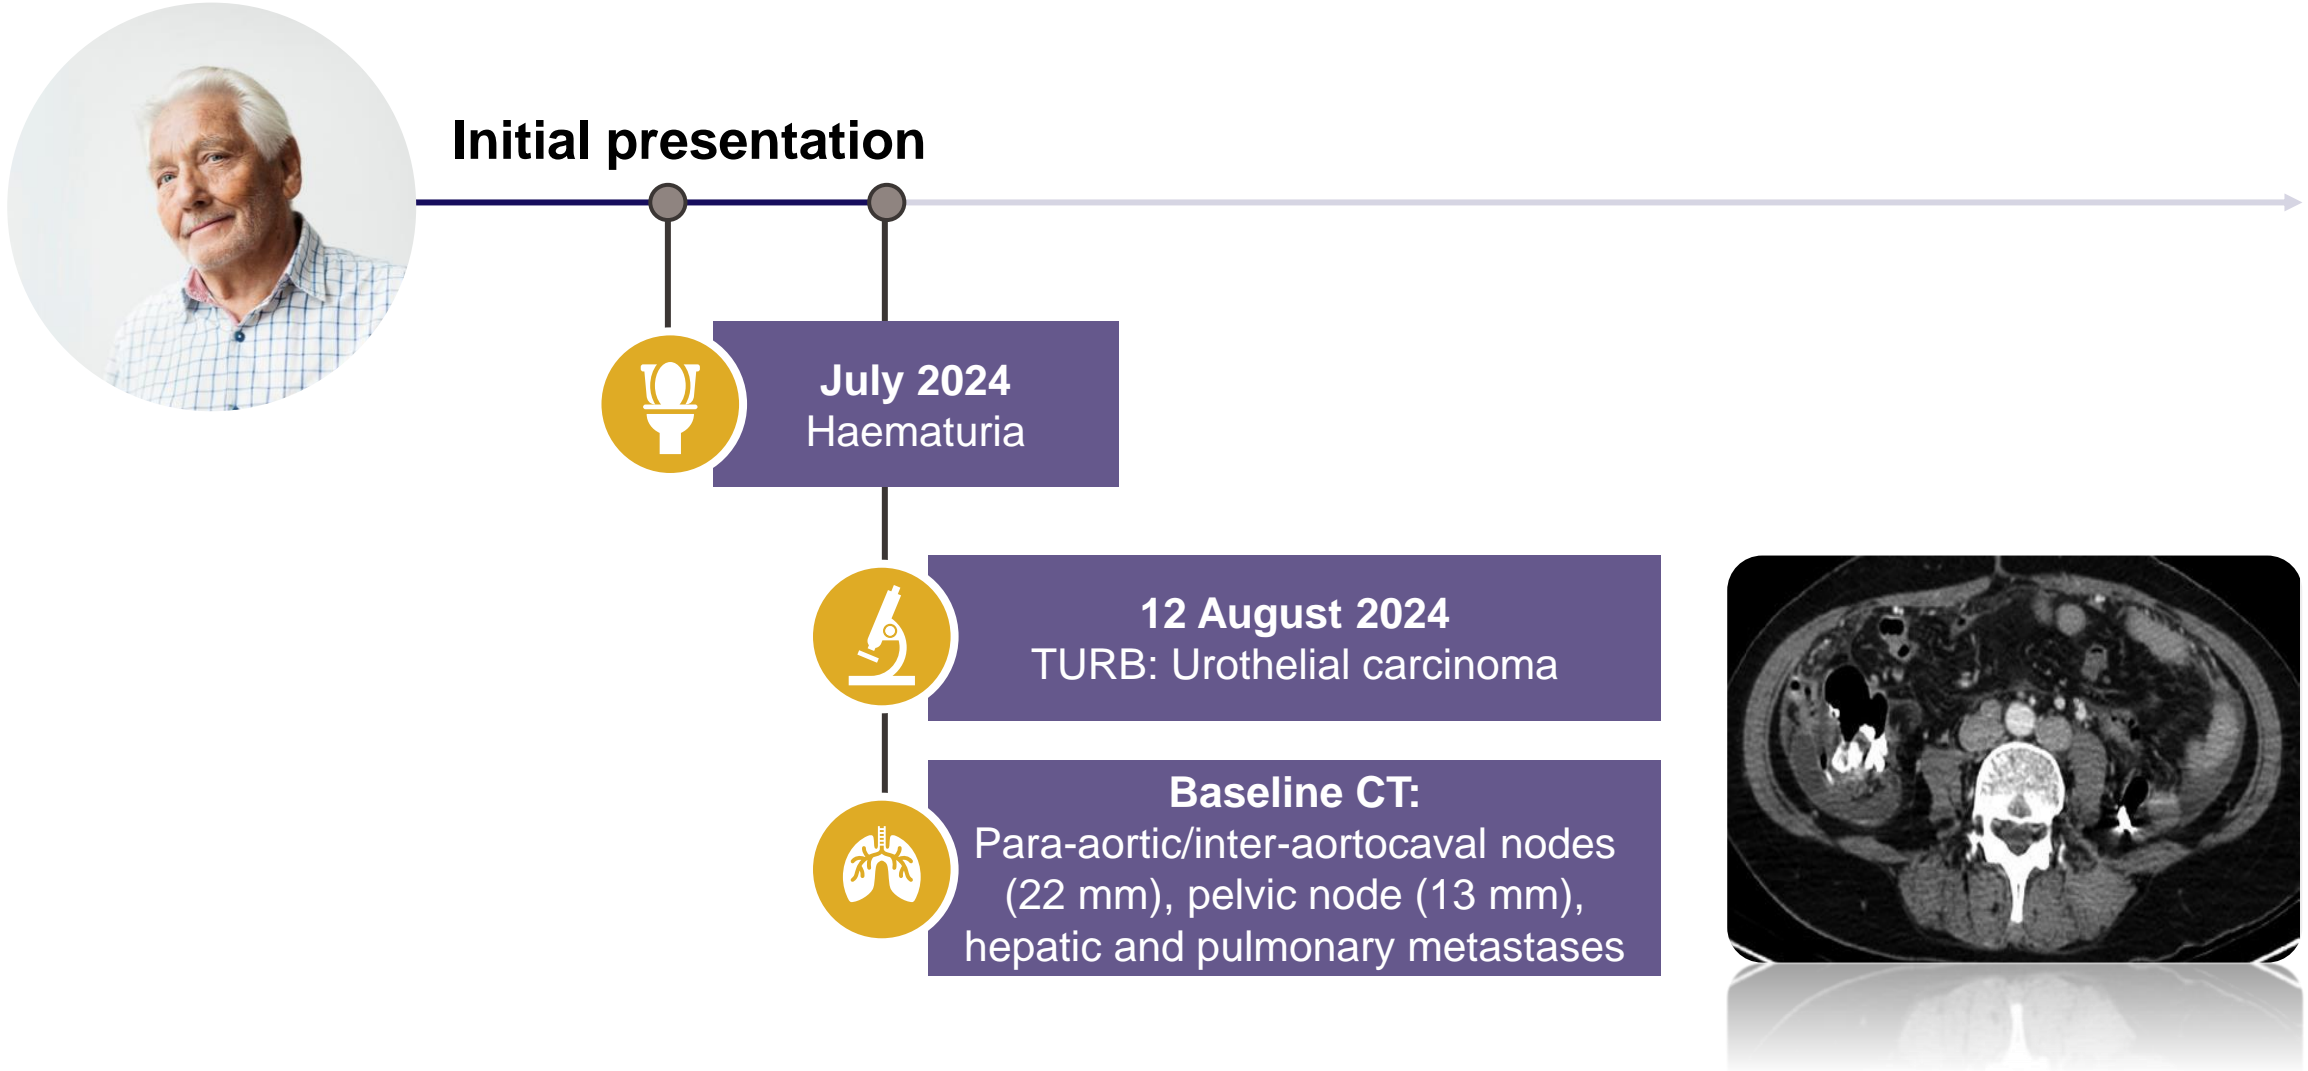 Initial presentation
July 2024
Haematuria
12 August 2024
TURB: Urothelial carcinoma
Baseline CT:
Para-aortic/inter-aortocaval nodes
(22 mm), pelvic node (13 mm),
hepatic and pulmonary metastases